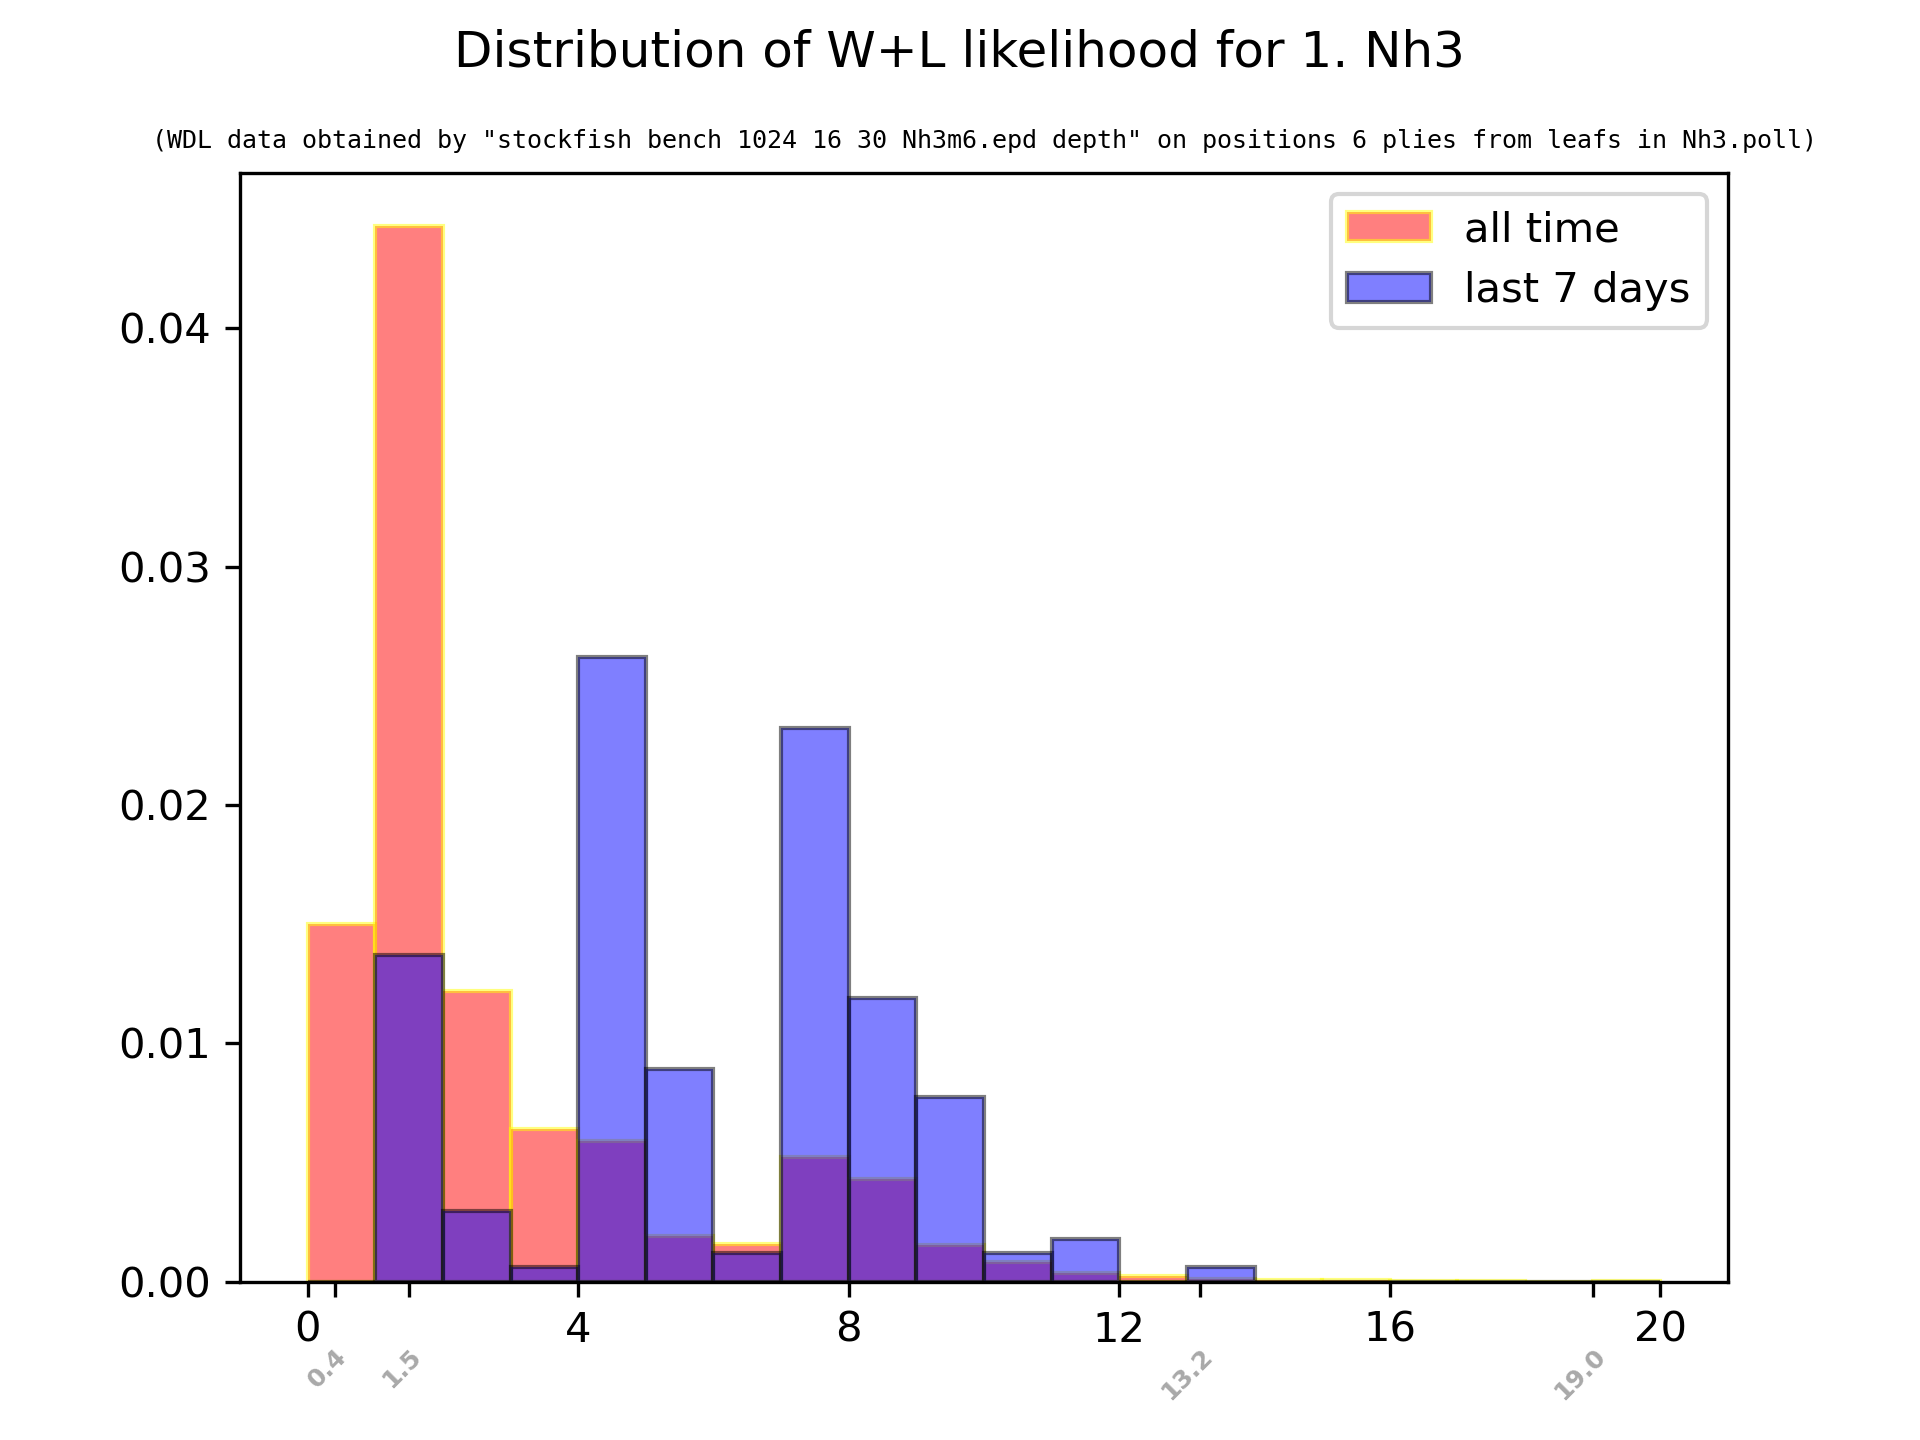 Distribution of W+L likelihood for 1. Nh3
(WDL data obtained by "stockfish bench 1024 16 30 Nh3m6.epd depth" on positions 6 plies from leafs in Nh3.poll)
all time
last 7 days
0.04
0.03
0.02
0.01
0.00
0 4 8 12 16 20
0.4 1.5 13.2 19.0